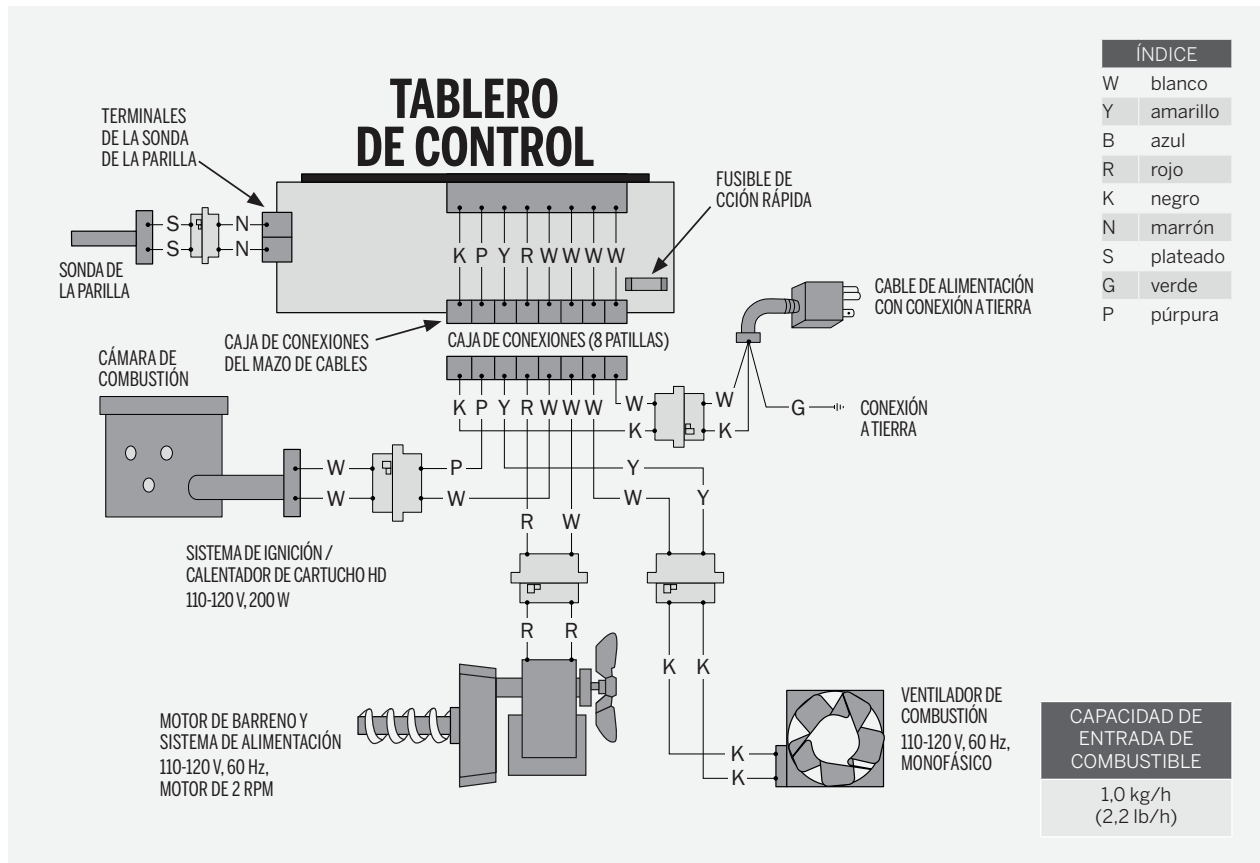 TABLERO
DE CONTROL
ÍNDICE
W blanco
Y amarillo
B azul
R rojo
K negro
N marrón
S plateado
G verde
P púrpura
TERMINALES
DE LA SONDA
DE LA PARILLA
FUSIBLE DE
CCIÓN RÁPIDA
S N
S N
K P Y R W W W W
SONDA DE
LA PARILLA
CABLE DE ALIMENTACIÓN
CON CONEXIÓN A TIERRA
CAJA DE CONEXIONES
DEL MAZO DE CABLES
CAJA DE CONEXIONES (8 PATILLAS)
CÁMARA DE
COMBUSTIÓN
K P Y R W W W W W
K K
G
CONEXIÓN
A TIERRA
W P Y
W W W Y
R W
SISTEMA DE IGNICIÓN /
CALENTADOR DE CARTUCHO HD
110-120 V, 200 W
R R
K K
MOTOR DE BARRENO Y
SISTEMA DE ALIMENTACIÓN
110-120 V, 60 Hz,
MOTOR DE 2 RPM
K
K
VENTILADOR DE
COMBUSTIÓN
110-120 V, 60 Hz,
MONOFÁSICO
CAPACIDAD DE
ENTRADA DE
COMBUSTIBLE
1,0 kg/h
(2,2 lb/h)